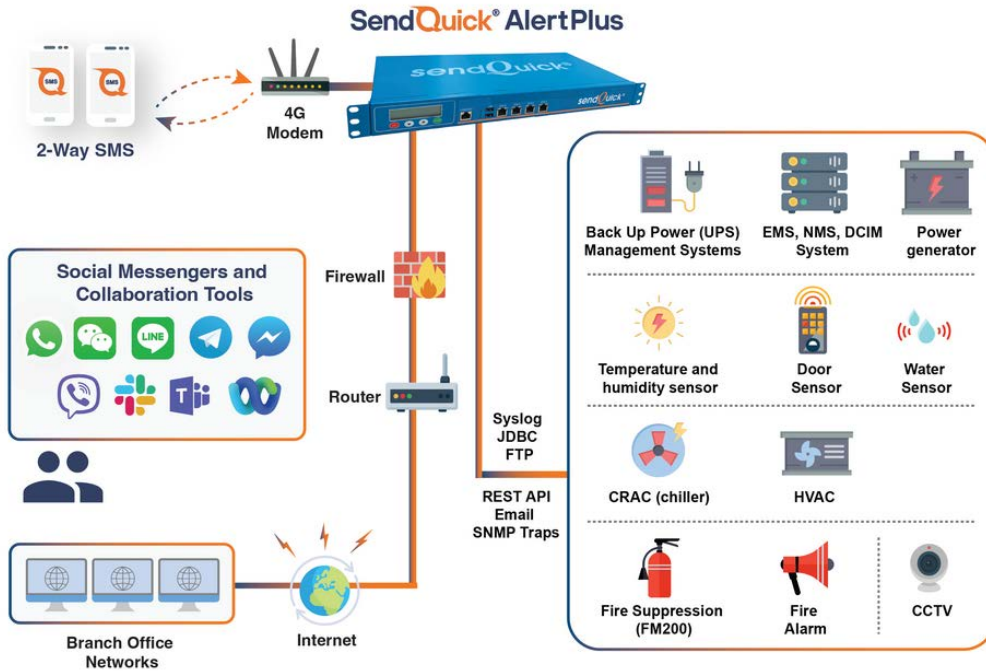 SendQuick® AlertPlus
sendQuick®
sendQuick®
SMS
SMS
4G
Modem
2-Way SMS
Social Messengers and
Collaboration Tools
LINE
T
Firewall
Router
Syslog
JDBC
FTP
REST API
Email
SNMP Traps
Branch Office
Networks
Internet
Back Up Power (UPS)
Management Systems
EMS, NMS, DCIM
System
Power
generator
Temperature and
humidity sensor
Door
Sensor
Water
Sensor
CRAC (chiller)
HVAC
Fire Suppression
(FM200)
Fire
Alarm
CCTV